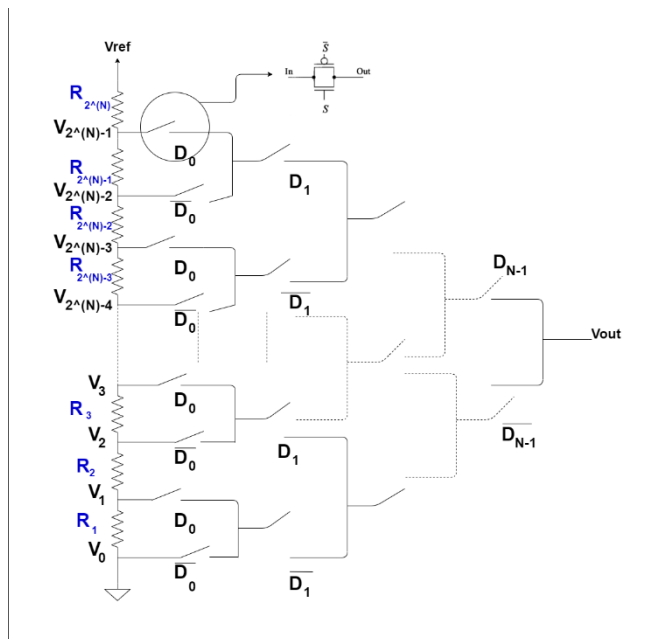 Vref
S̅
In
Out
S
R2^(N)
V2^(N)-1
D0
R2^(N)-1
D1
V2^(N)-2
D̅0
R2^(N)-2
V2^(N)-3
D0
DN-1
R2^(N)-3
D̅1
V2^(N)-4
D̅0
Vout
V3
D0
R3
V2
D̅N-1
D̅0
D1
R2
V1
D0
R1
V0
D̅0
D̅1